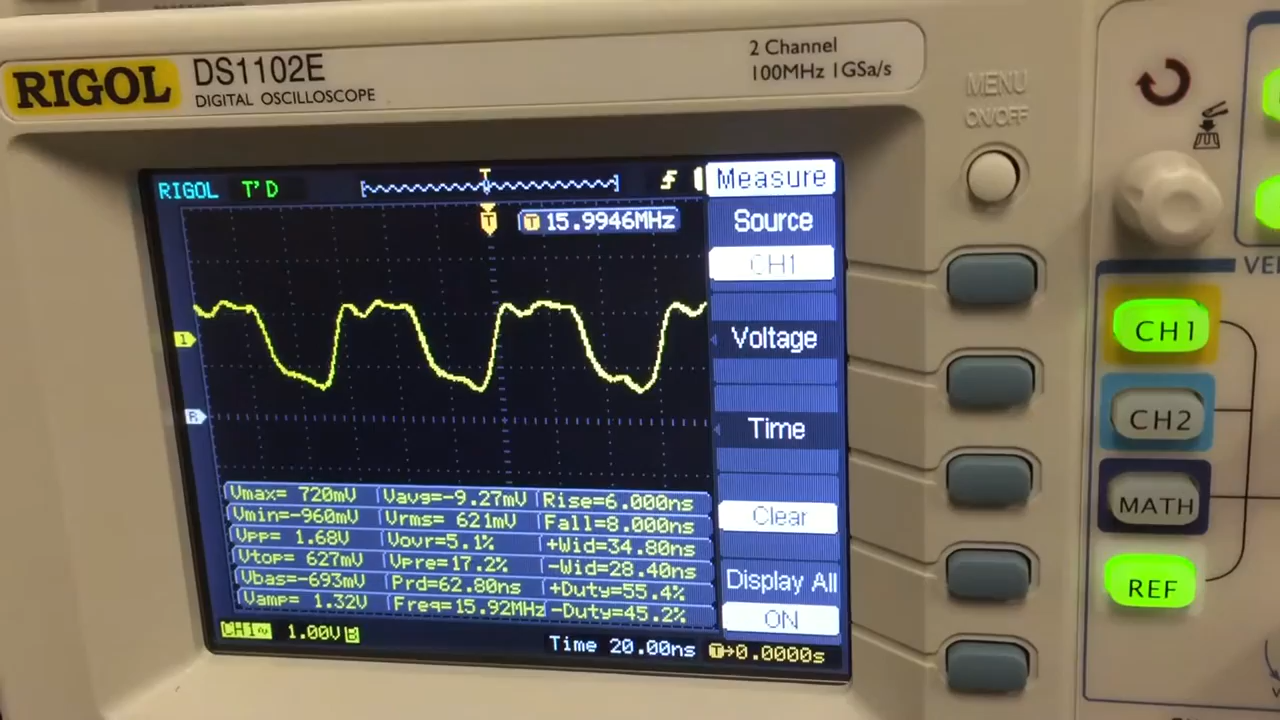 RIGOL DS1102E
DIGITAL OSCILLOSCOPE
2 Channel
100MHz 1GSa/s
MENU
ON/OFF
RIGOL T'D
T
T
T 15.9946MHz
1
R
Measure
Source
CH1
Voltage
Time
Clear
Display All
ON
Vmax= 720mV Vavg=-9.27mV Rise=6.000ns
Vmin=-960mV Vrms= 621mV Fall=8.000ns
Vpp= 1.68V Vovr=5.1% +Wid=34.80ns
Vtop= 627mV Vpre=17.2% -Wid=28.40ns
Vbas=-693mV Prd=62.80ns +Duty=55.4%
Vamp= 1.32V Freq=15.92MHz -Duty=45.2%
CH1~ 1.00V B Time 20.00ns T→0.0000s
CH1
CH2
MATH
REF